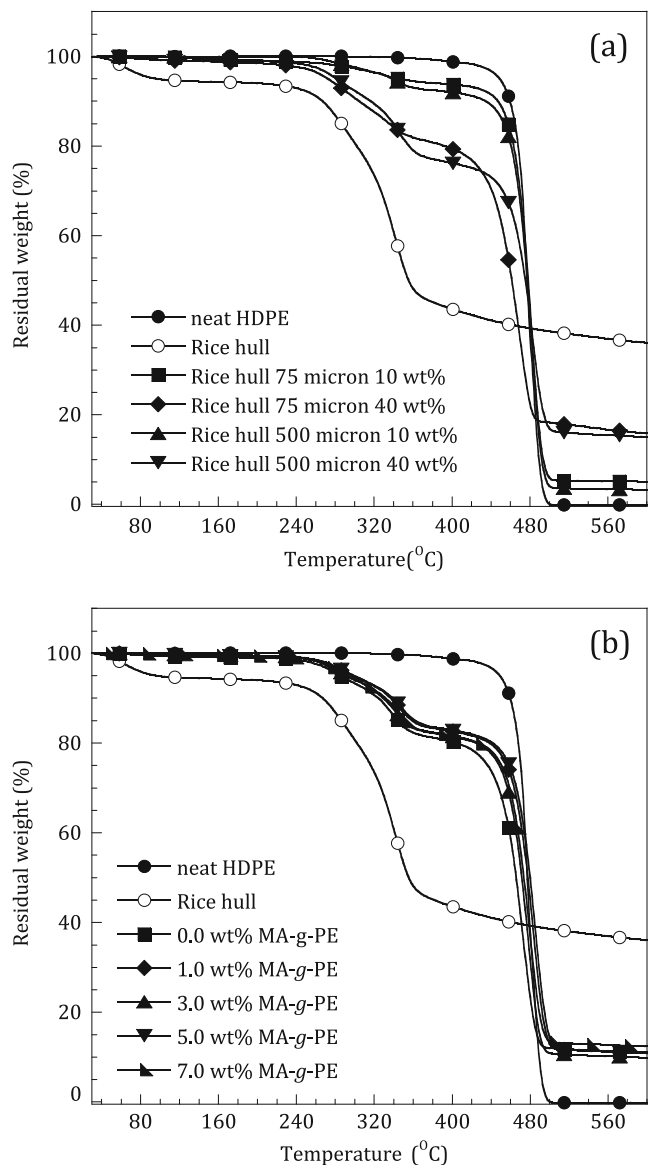 (a)
100
80
60
40
20
0
Residual weight (%)
neat HDPE
Rice hull
Rice hull 75 micron 10 wt%
Rice hull 75 micron 40 wt%
Rice hull 500 micron 10 wt%
Rice hull 500 micron 40 wt%
80 160 240 320 400 480 560
Temperature(⁰C)
(b)
100
80
60
40
20
0
Residual weight (%)
neat HDPE
Rice hull
0.0 wt% MA-g-PE
1.0 wt% MA-g-PE
3.0 wt% MA-g-PE
5.0 wt% MA-g-PE
7.0 wt% MA-g-PE
80 160 240 320 400 480 560
Temperature (⁰C)